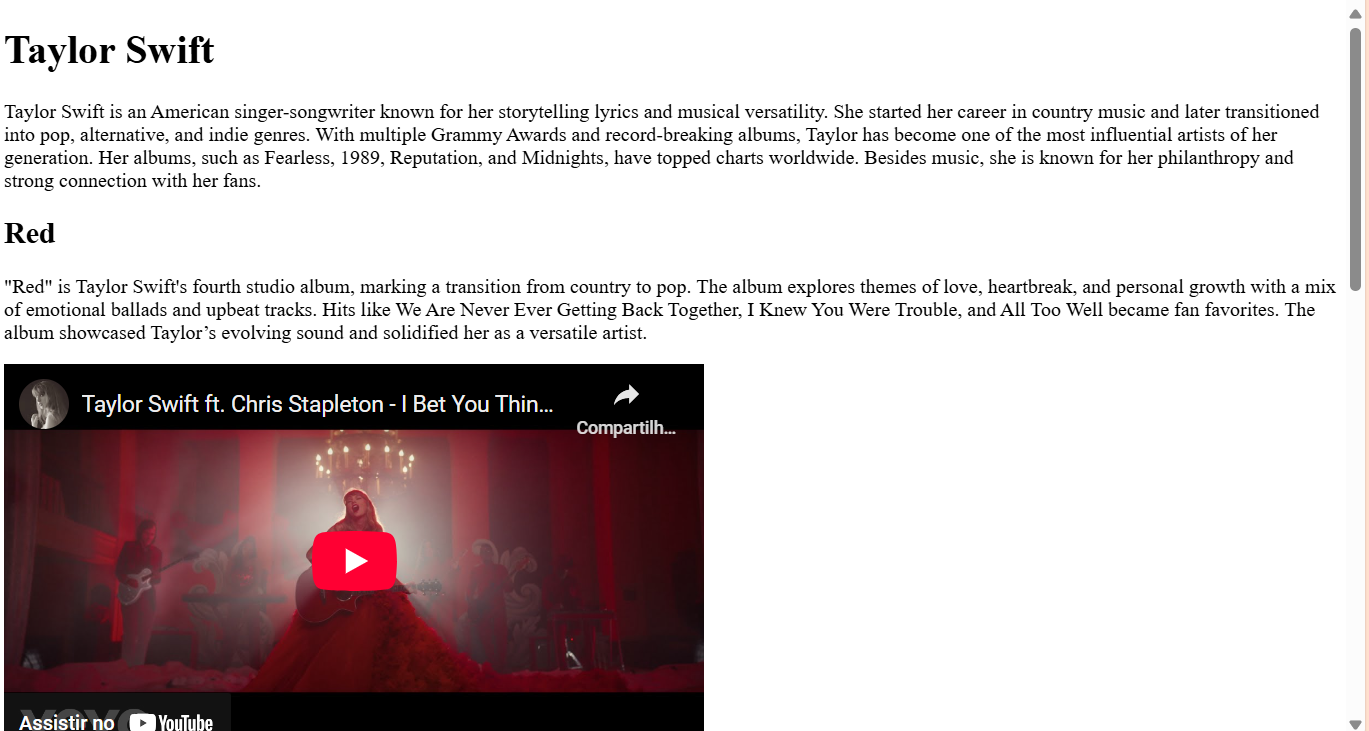 Taylor Swift
Taylor Swift is an American singer-songwriter known for her storytelling lyrics and musical versatility. She started her career in country music and later transitioned
into pop, alternative, and indie genres. With multiple Grammy Awards and record-breaking albums, Taylor has become one of the most influential artists of her
generation. Her albums, such as Fearless, 1989, Reputation, and Midnights, have topped charts worldwide. Besides music, she is known for her philanthropy and
strong connection with her fans.
Red
"Red" is Taylor Swift's fourth studio album, marking a transition from country to pop. The album explores themes of love, heartbreak, and personal growth with a mix
of emotional ballads and upbeat tracks. Hits like We Are Never Ever Getting Back Together, I Knew You Were Trouble, and All Too Well became fan favorites. The
album showcased Taylor’s evolving sound and solidified her as a versatile artist.
Taylor Swift ft. Chris Stapleton - I Bet You Thin...
Compartilh...
Assistir no YouTube